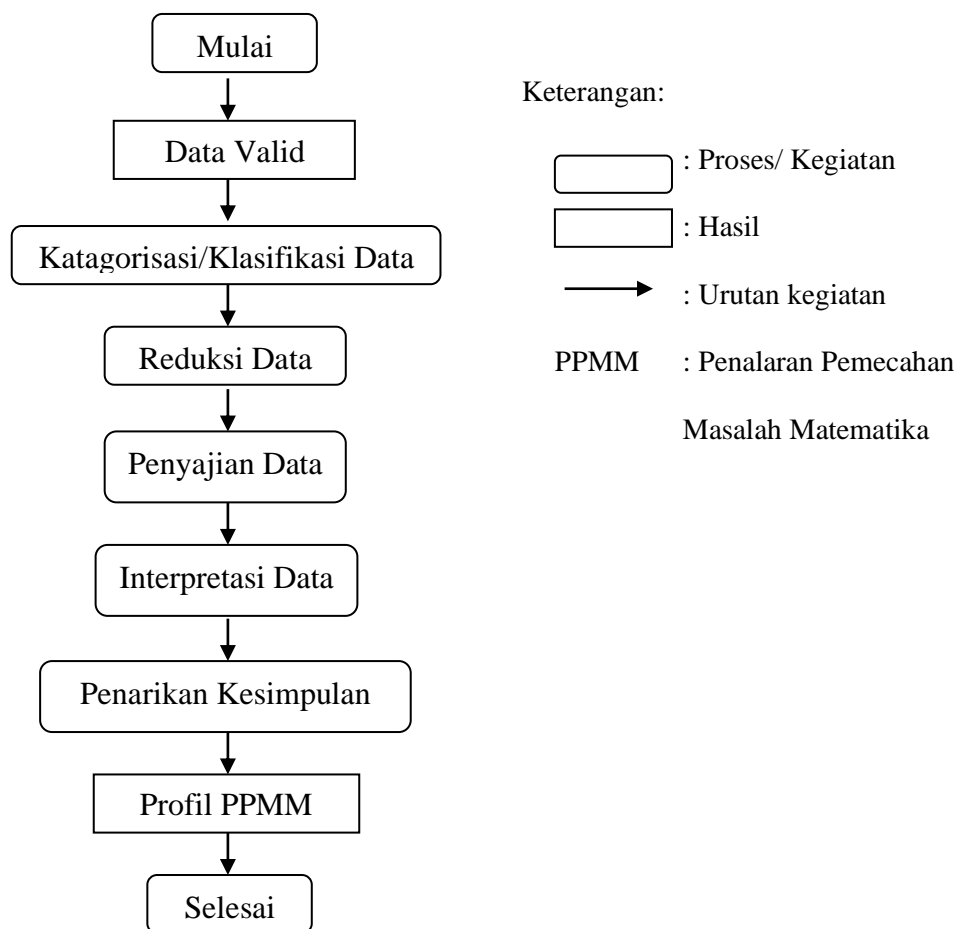 Mulai
Data Valid
Katagorisasi/Klasifikasi Data
Reduksi Data
Penyajian Data
Interpretasi Data
Penarikan Kesimpulan
Profil PPMM
Selesai
Keterangan:
: Proses/ Kegiatan
: Hasil
: Urutan kegiatan
PPMM : Penalaran Pemecahan
Masalah Matematika